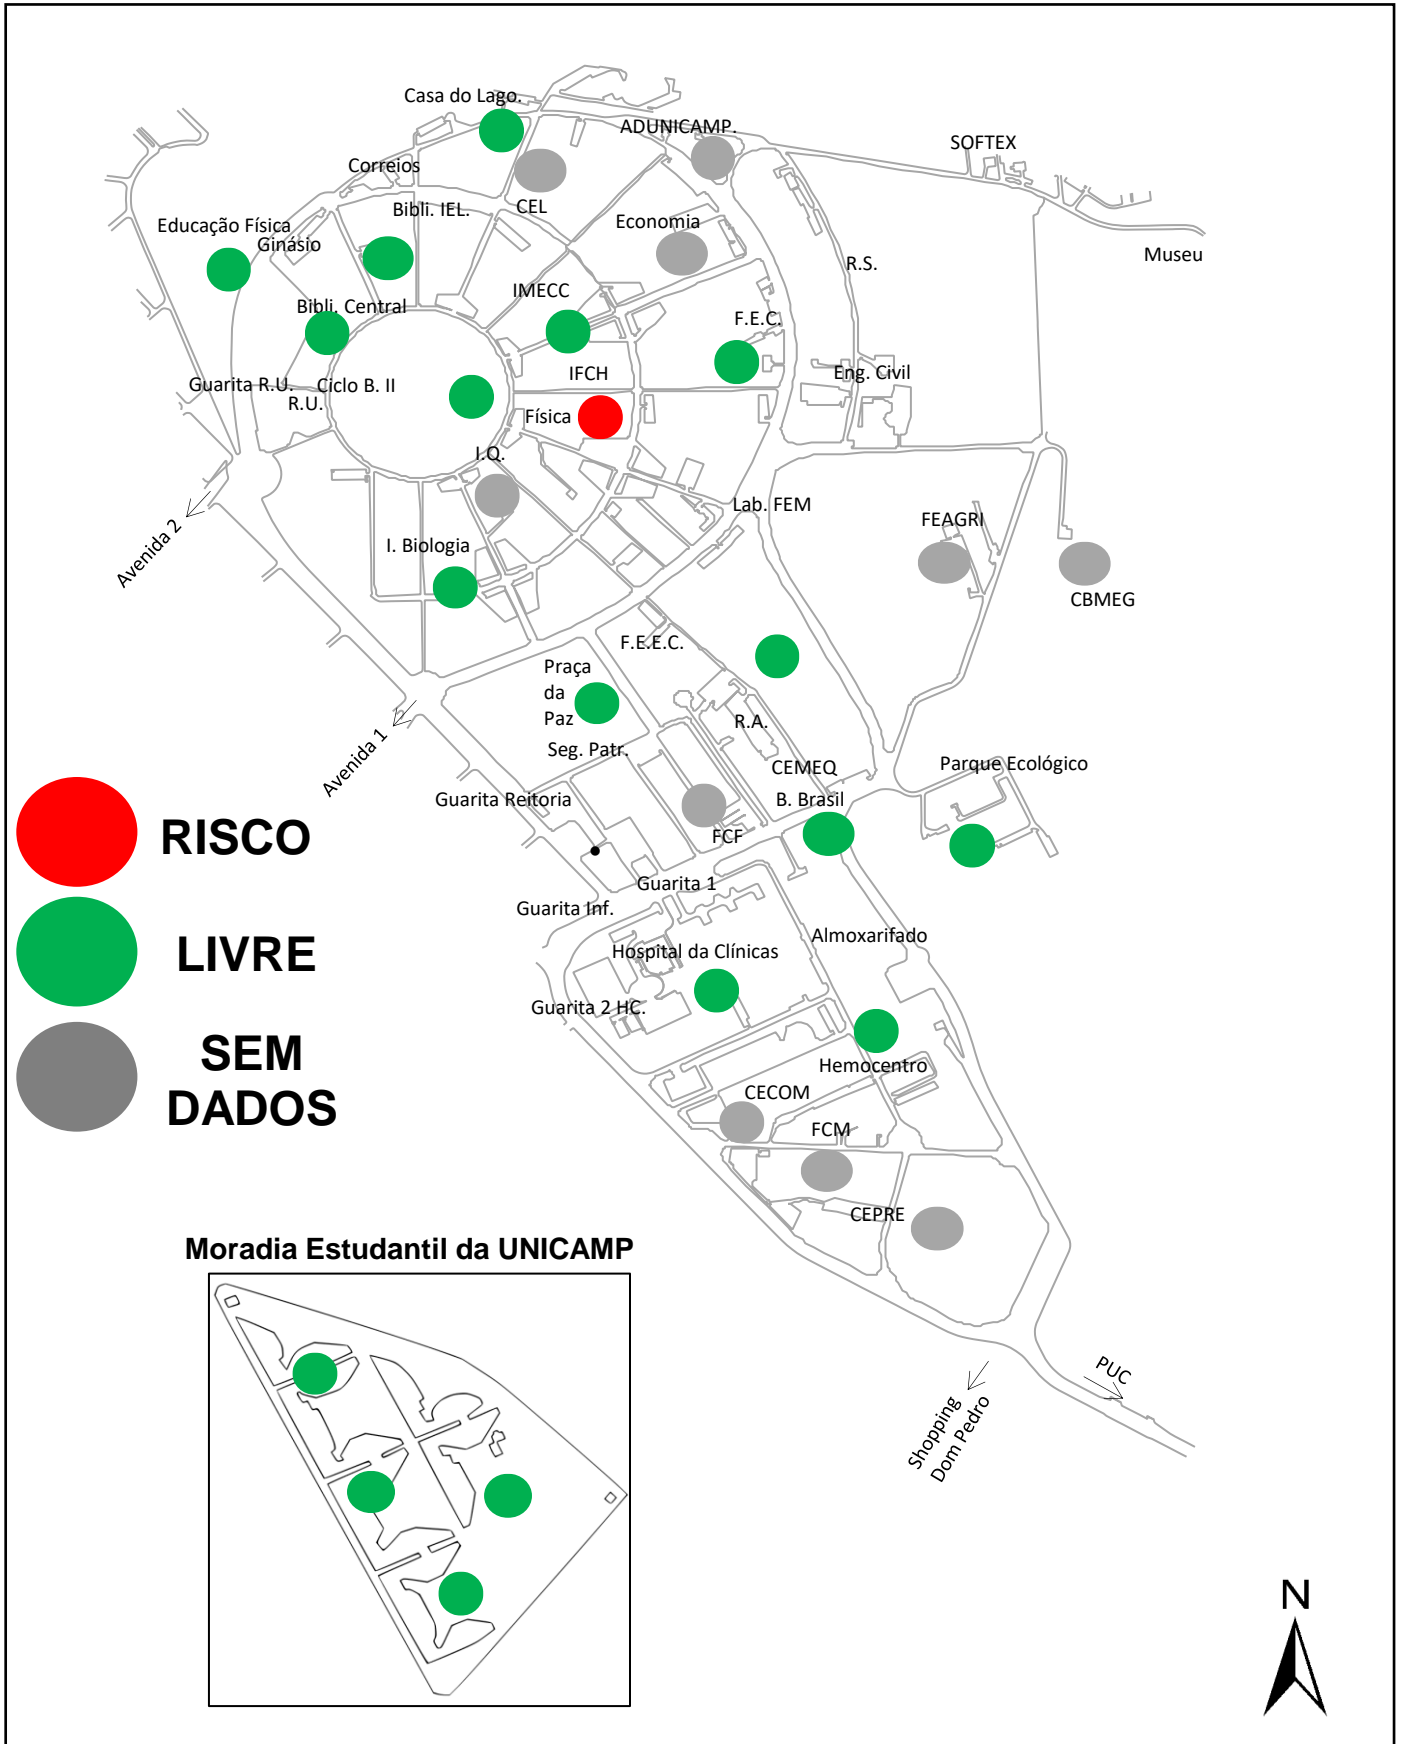 Casa do Lago.
ADUNICAMP.
SOFTEX
Correios
CEL
Bibli. IEL.
Economia
Educação Física
Ginásio
Museu
R.S.
IMECC
Bibli. Central
F.E.C.
IFCH
Eng. Civil
Guarita R.U.
Ciclo B. II
R.U.
Física
I.Q.
Lab. FEM
FEAGRI
Avenida 2
I. Biologia
CBMEG
F.E.E.C.
Praça
da
Paz
R.A.
Avenida 1
Seg. Patr.
CEMEQ
Parque Ecológico
Guarita Reitoria
B. Brasil
FCF
RISCO
Guarita 1
Guarita Inf.
Almoxarifado
LIVRE
Hospital da Clínicas
Guarita 2 HC.
Hemocentro
SEM
DADOS
CECOM
FCM
CEPRE
Moradia Estudantil da UNICAMP
PUC
Shopping
Dom Pedro
N